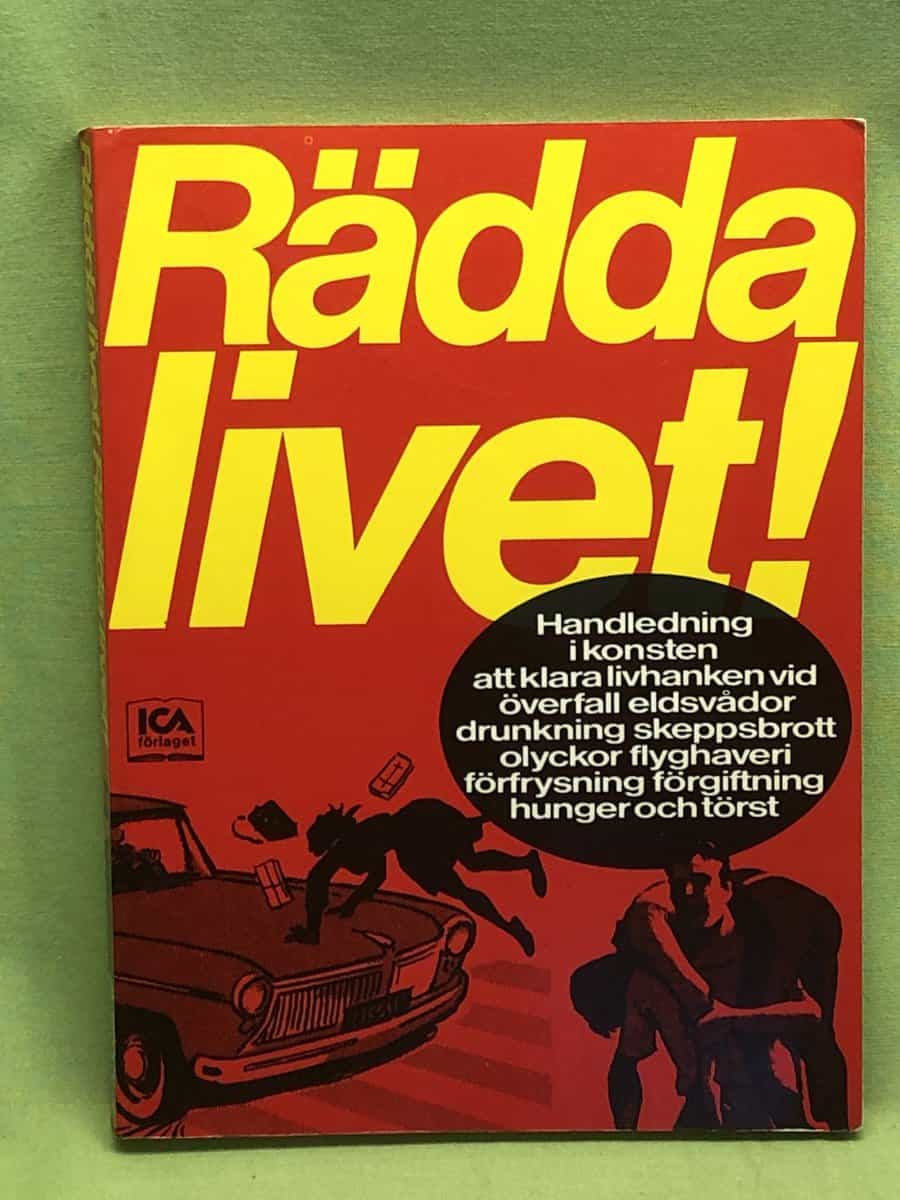 Rädda
livet!
Handledning
i konsten
att klara livhanken vid
överfall eldsvådor
drunkning skeppsbrott
olyckor flyghaveri
förfrysning förgiftning
hunger och törst
ICA
förlaget